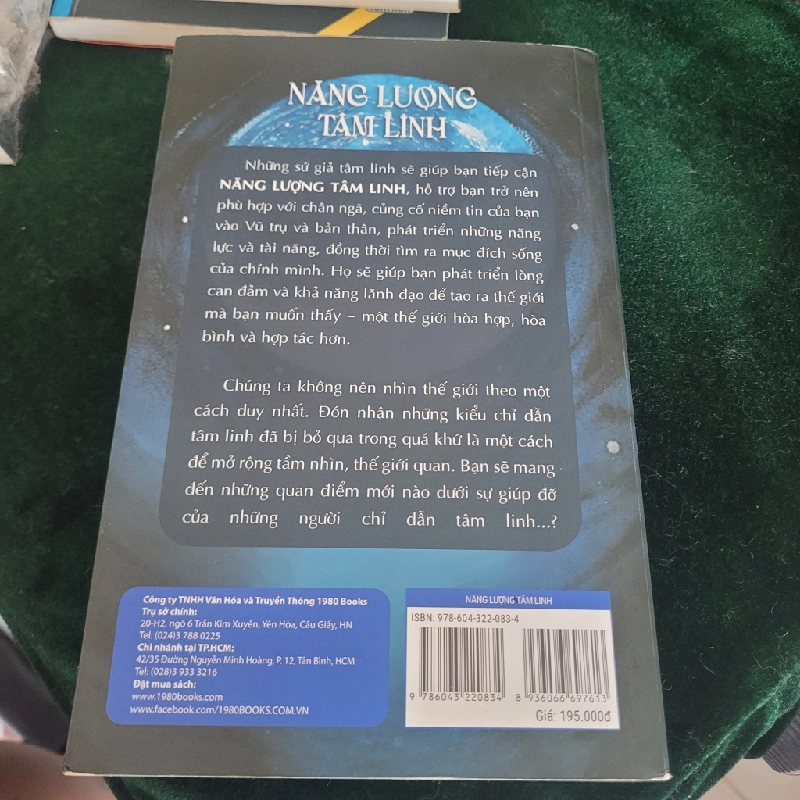 NĂNG LƯỢNG
TÂM LINH
Những sứ giả tâm linh sẽ giúp bạn tiếp cận
NĂNG LƯỢNG TÂM LINH, hỗ trợ bạn trở nên
phù hợp với chân ngã, củng cố niềm tin của bạn
vào Vũ trụ và bản thân, phát triển những năng
lực và tài năng, đồng thời tìm ra mục đích sống
của chính mình. Họ sẽ giúp bạn phát triển lòng
can đảm và khả năng lãnh đạo để tạo ra thế giới
mà bạn muốn thấy – một thế giới hòa hợp, hòa
bình và hợp tác hơn.
Chúng ta không nên nhìn thế giới theo một
cách duy nhất. Đón nhận những kiểu chỉ dẫn
tâm linh đã bị bỏ qua trong quá khứ là một cách
để mở rộng tầm nhìn, thế giới quan. Bạn sẽ mang
đến những quan điểm mới nào dưới sự giúp đỡ
của những người chỉ dẫn tâm linh...?
Công ty TNHH Văn Hóa và Truyền Thông 1980 Books
Trụ sở chính:
20-H2, ngõ 6 Trần Kim Xuyến, Yên Hòa, Cầu Giấy, HN
Tel: (024)3 788 0225
Chi nhánh tại TP.HCM:
42/35 Đường Nguyễn Minh Hoàng, P. 12, Tân Bình, HCM
Tel: (028)3 933 3216
Đặt mua sách:
www.1980books.com
www.facebook.com/1980BOOKS.COM.VN
NĂNG LƯỢNG TÂM LINH
ISBN: 978-604-322-083-4
9 786043 220834
8 936066 697613
Giá: 195.000đ